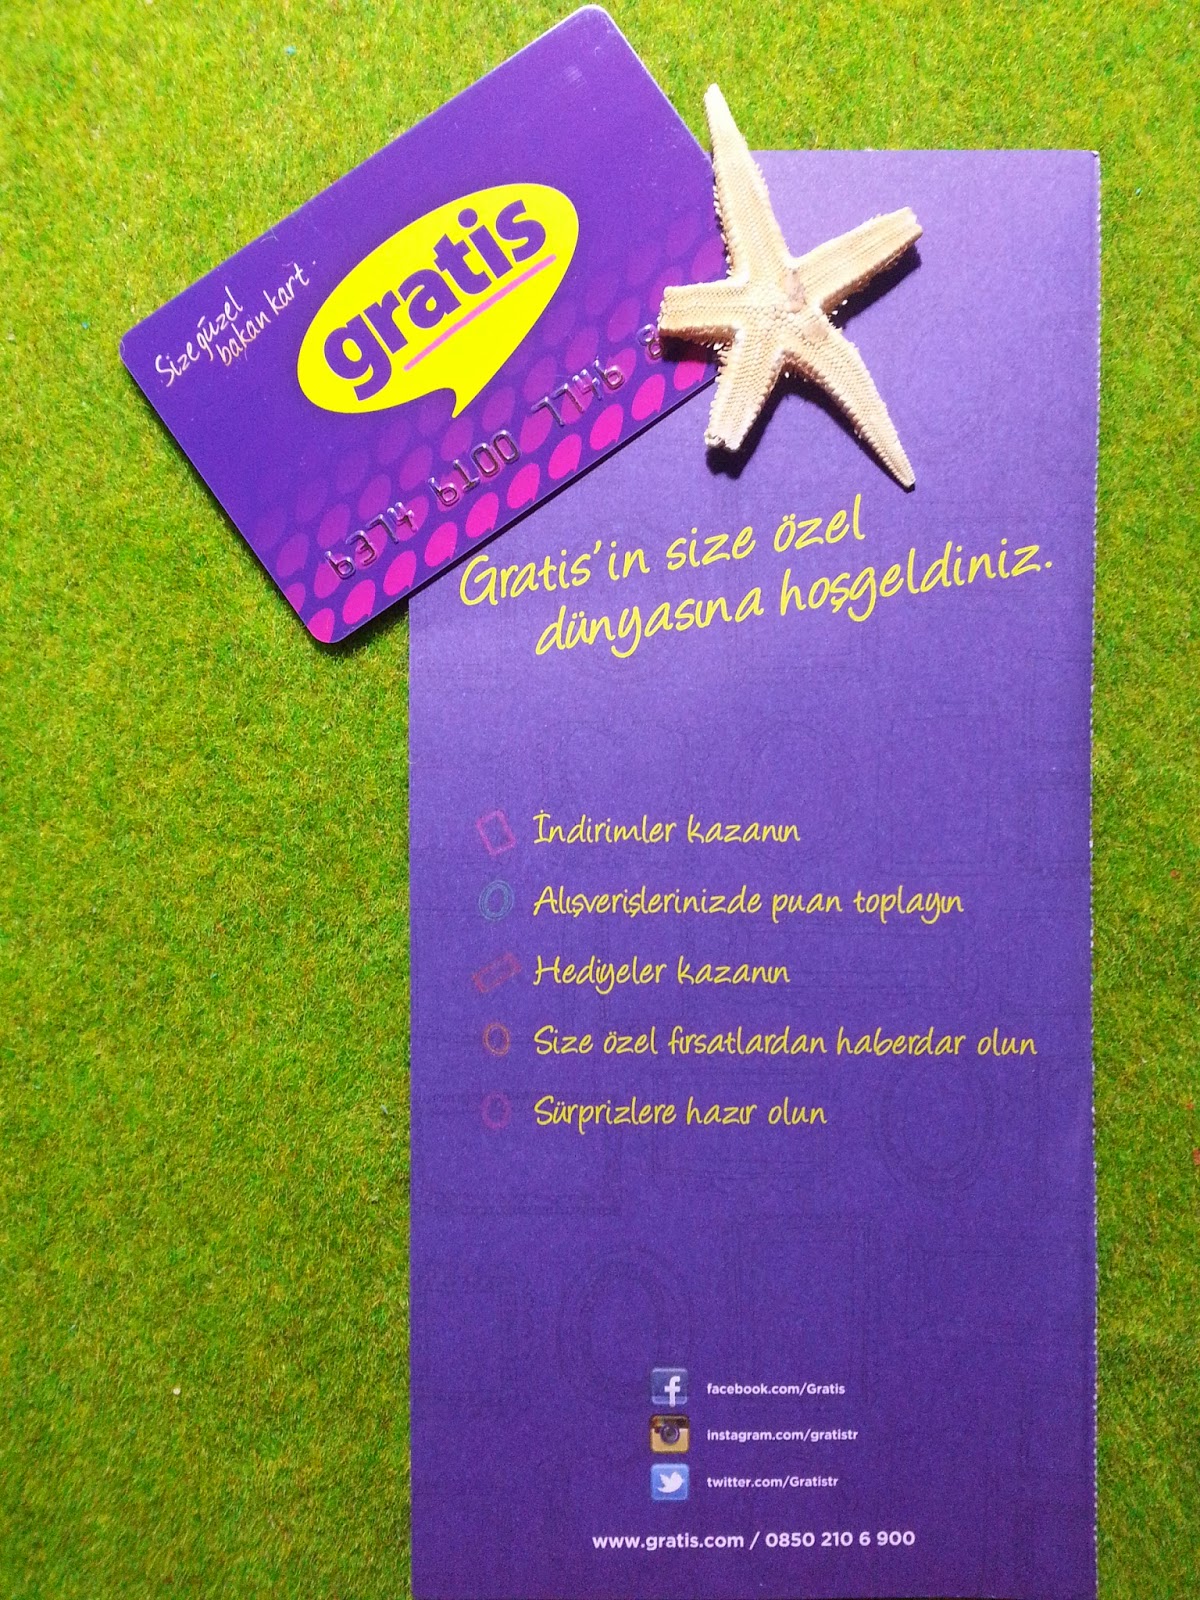 Size güzel
bakan kart.
gratis
6374 6100 7746 8
Gratis'in size özel
dünyasına hoşgeldiniz.
İndirimler kazanın
Alışverişlerinizde puan toplayın
Hediyeler kazanın
Size özel fırsatlardan haberdar olun
Sürprizlere hazır olun
facebook.com/Gratis
instagram.com/gratistr
twitter.com/Gratistr
www.gratis.com / 0850 210 6 900